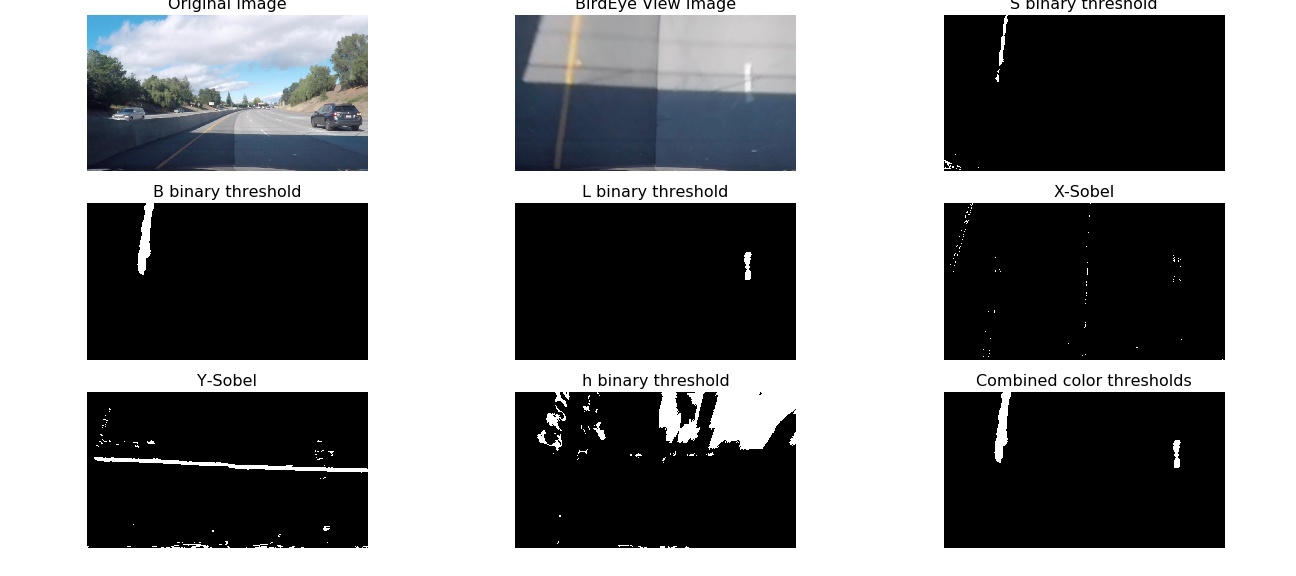 Original Image
BirdEye View Image
S binary threshold
B binary threshold
L binary threshold
X-Sobel
Y-Sobel
h binary threshold
Combined color thresholds